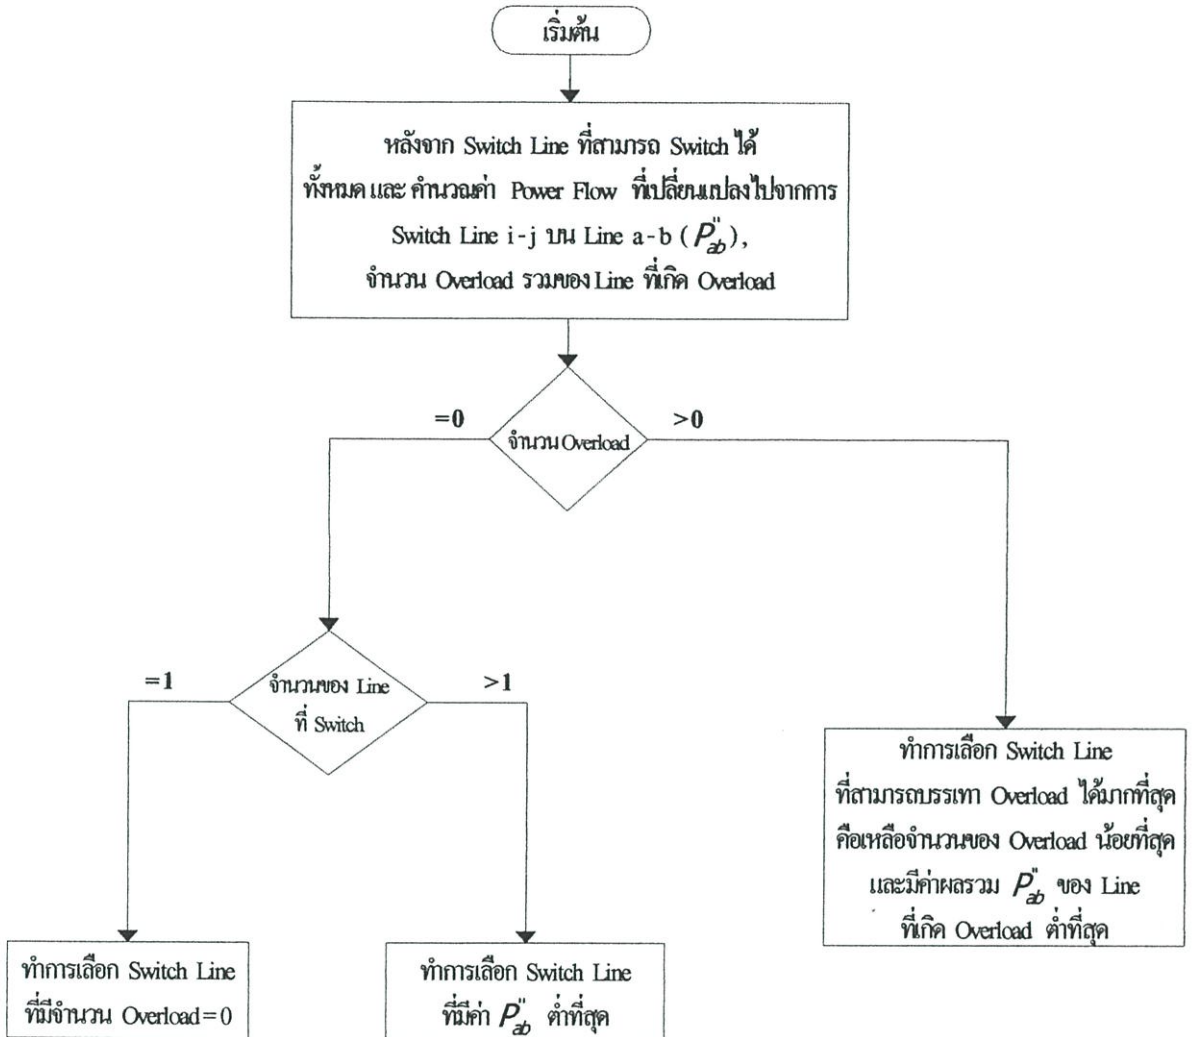 เริ่มต้น
หลังจาก Switch Line ที่สามารถ Switch ได้
ทั้งหมด และ คำนวณค่า Power Flow ที่เปลี่ยนแปลงไปจากการ
Switch Line i-j บน Line a-b (P''ab),
จำนวน Overload รวมของ Line ที่เกิด Overload
=0
>0
จำนวน Overload
=1
>1
จำนวนของ Line
ที่ Switch
ทำการเลือก Switch Line
ที่สามารถบรรเทา Overload ได้มากที่สุด
คือเหลือจำนวนของ Overload น้อยที่สุด
และมีค่าผลรวม P''ab ของ Line
ที่เกิด Overload ต่ำที่สุด
ทำการเลือก Switch Line
ที่มีจำนวน Overload=0
ทำการเลือก Switch Line
ที่มีค่า P''ab ต่ำที่สุด